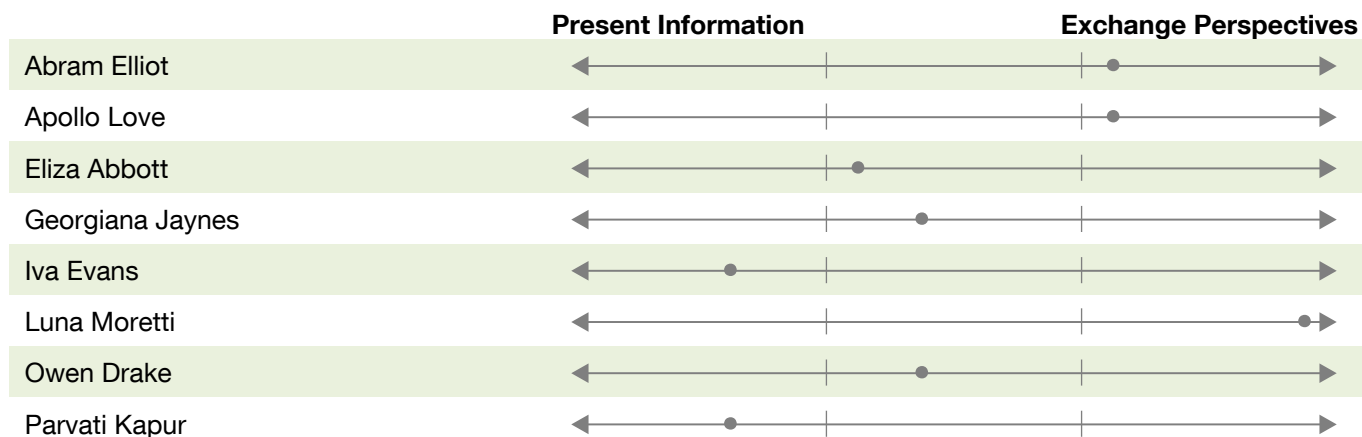 Present Information Exchange Perspectives
Abram Elliot
Apollo Love
Eliza Abbott
Georgiana Jaynes
Iva Evans
Luna Moretti
Owen Drake
Parvati Kapur